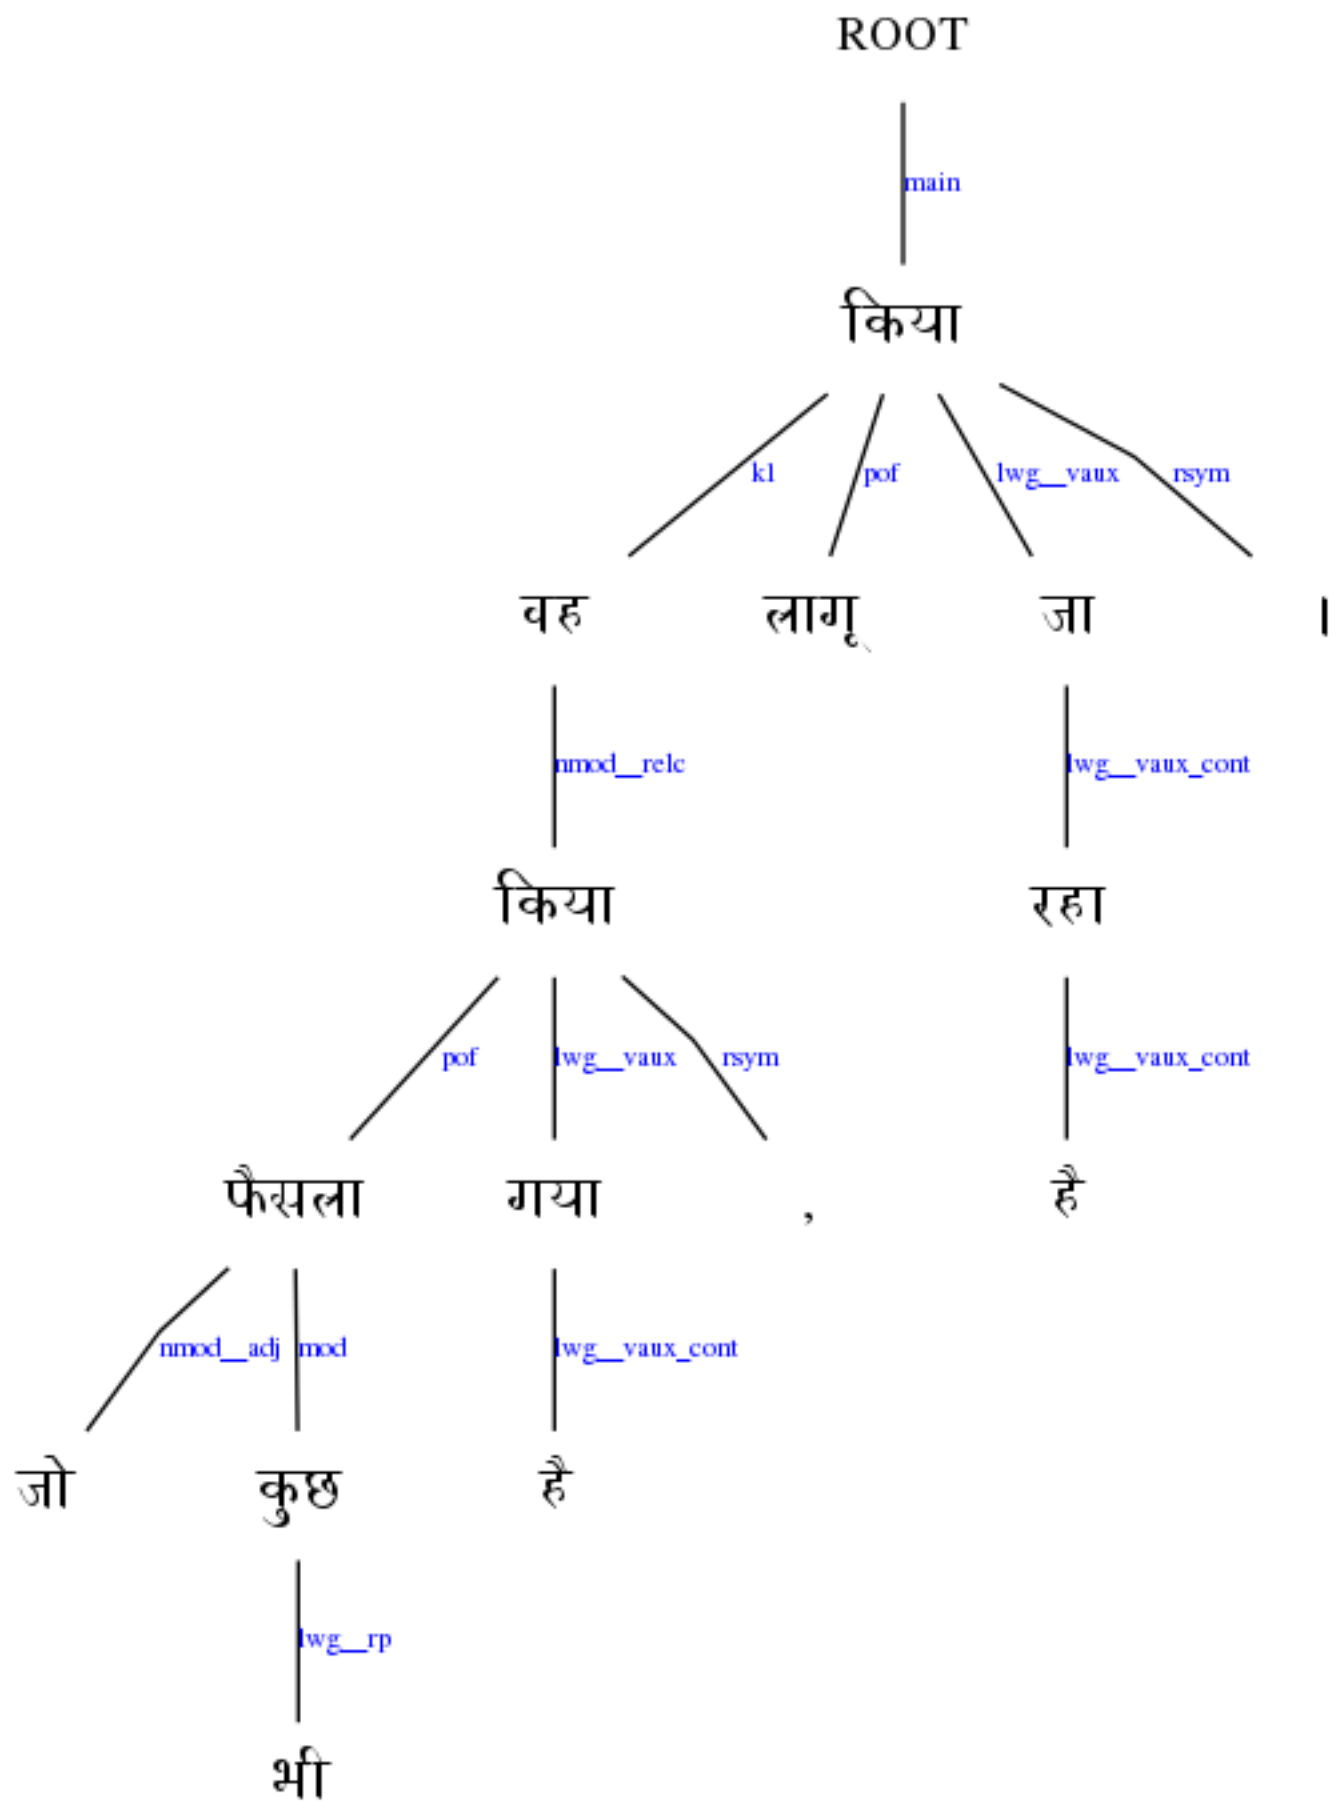 ROOT
main
किया
k1 pof lwg__vaux rsym
वह लागू जा ।
nmod__relc lwg__vaux_cont
किया रहा
pof lwg__vaux rsym lwg__vaux_cont
फैसला गया , है
nmod__adj mod lwg__vaux_cont
जो कुछ है
lwg__rp
भी